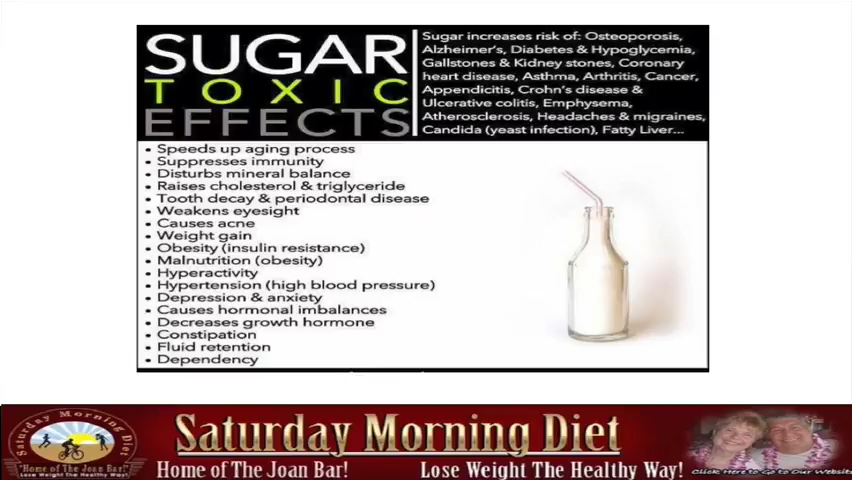 SUGAR
TOXIC
EFFECTS
Sugar increases risk of: Osteoporosis,
Alzheimer's, Diabetes & Hypoglycemia,
Gallstones & Kidney stones, Coronary
heart disease, Asthma, Arthritis, Cancer,
Appendicitis, Crohn's disease &
Ulcerative colitis, Emphysema,
Atherosclerosis, Headaches & migraines,
Candida (yeast infection), Fatty Liver...
• Speeds up aging process
• Suppresses immunity
• Disturbs mineral balance
• Raises cholesterol & triglyceride
• Tooth decay & periodontal disease
• Weakens eyesight
• Causes acne
• Weight gain
• Obesity (insulin resistance)
• Malnutrition (obesity)
• Hyperactivity
• Hypertension (high blood pressure)
• Depression & anxiety
• Causes hormonal imbalances
• Decreases growth hormone
• Constipation
• Fluid retention
• Dependency
Saturday Morning Diet
"Home of The Joan Bar!"
Lose Weight The Healthy Way!
Saturday Morning Diet
Home of The Joan Bar!
Lose Weight The Healthy Way!
Click Here to Go to Our Website